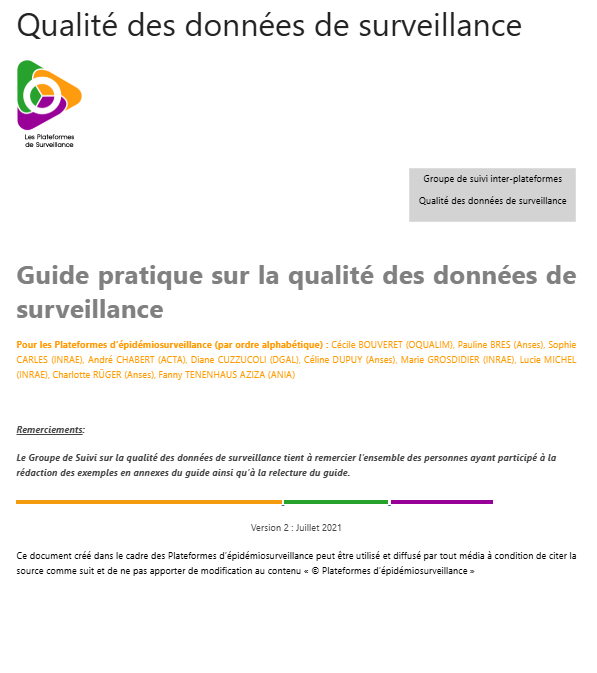 Qualité des données de surveillance
Les Plateformes
de Surveillance
Groupe de suivi inter-plateformes
Qualité des données de surveillance
Guide pratique sur la qualité des données de
surveillance
Pour les Plateformes d'épidémiosurveillance (par ordre alphabétique) : Cécile BOUVERET (OQUALIM), Pauline BRES (Anses), Sophie
CARLES (INRAE), André CHABERT (ACTA), Diane CUZZUCOLI (DGAL), Céline DUPUY (Anses), Marie GROSDIDIER (INRAE), Lucie MICHEL
(INRAE), Charlotte RÜGER (Anses), Fanny TENENHAUS AZIZA (ANIA)
Remerciements:
Le Groupe de Suivi sur la qualité des données de surveillance tient à remercier l'ensemble des personnes ayant participé à la
rédaction des exemples en annexes du guide ainsi qu'à la relecture du guide.
Version 2 : Juillet 2021
Ce document créé dans le cadre des Plateformes d'épidémiosurveillance peut être utilisé et diffusé par tout média à condition de citer la
source comme suit et de ne pas apporter de modification au contenu « © Plateformes d'épidémiosurveillance »